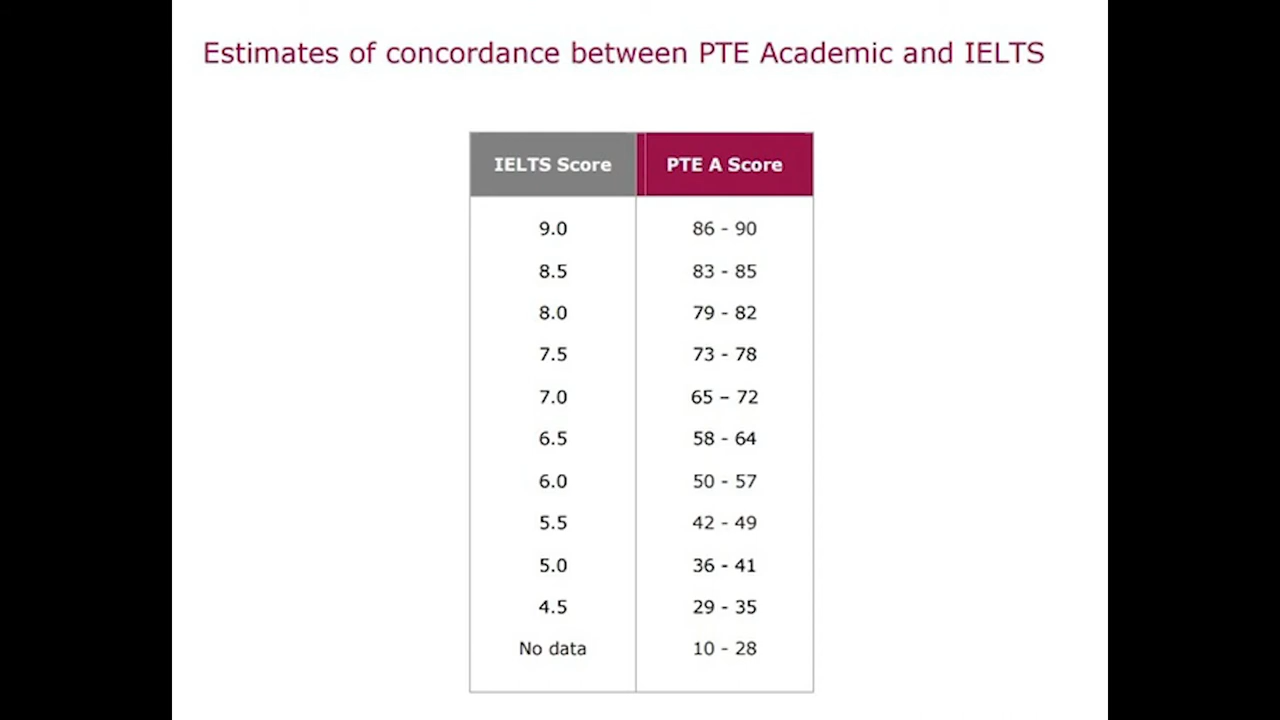 Estimates of concordance between PTE Academic and IELTS
IELTS Score PTE A Score
9.0 86 - 90
8.5 83 - 85
8.0 79 - 82
7.5 73 - 78
7.0 65 – 72
6.5 58 - 64
6.0 50 - 57
5.5 42 - 49
5.0 36 - 41
4.5 29 - 35
No data 10 - 28